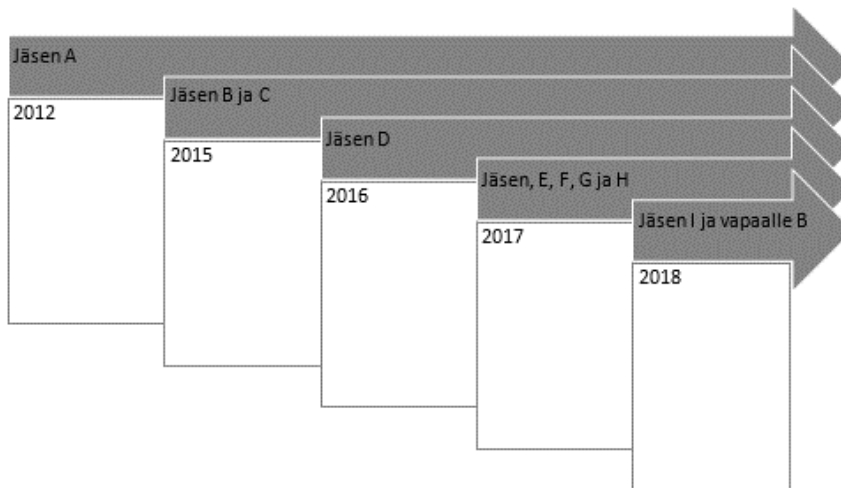 Jäsen A
2012
Jäsen B ja C
2015
Jäsen D
2016
Jäsen, E, F, G ja H
2017
Jäsen I ja vapaalle B
2018